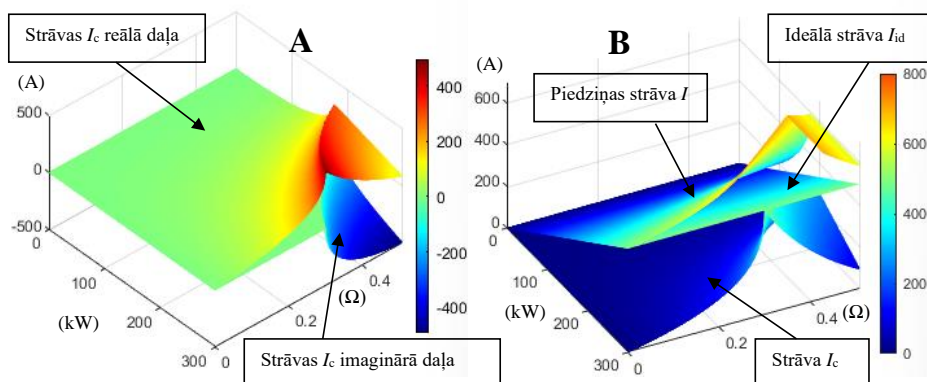 Strāvas Ic reālā daļa
A
(A)
500
0
-500
0
100
(kW)
200
300
0
0.2
(Ω)
0.4
400
200
0
-200
-400
Strāvas Ic imaginārā daļa
B
Ideālā strāva Iid
Piedziņas strāva I
(A)
600
400
200
0
0
100
(kW)
200
300
0
0.2
0.4
(Ω)
800
600
400
200
0
Strāva Ic